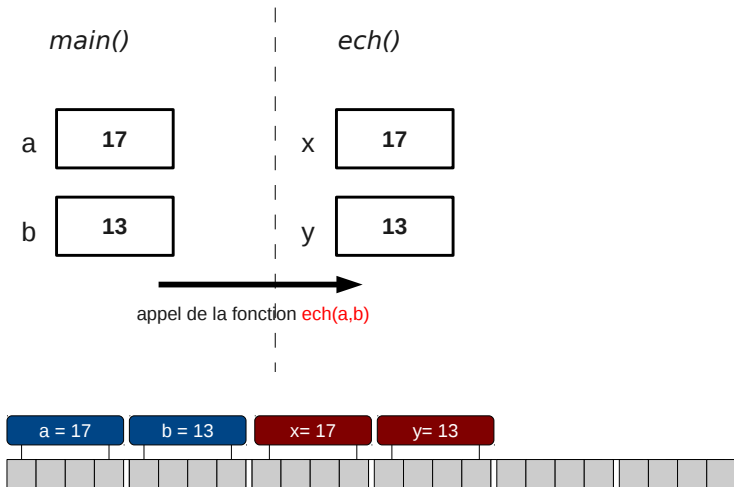 main() ech()
a 17 x 17
b 13 y 13
appel de la fonction ech(a,b)
a = 17 b = 13 x= 17 y= 13